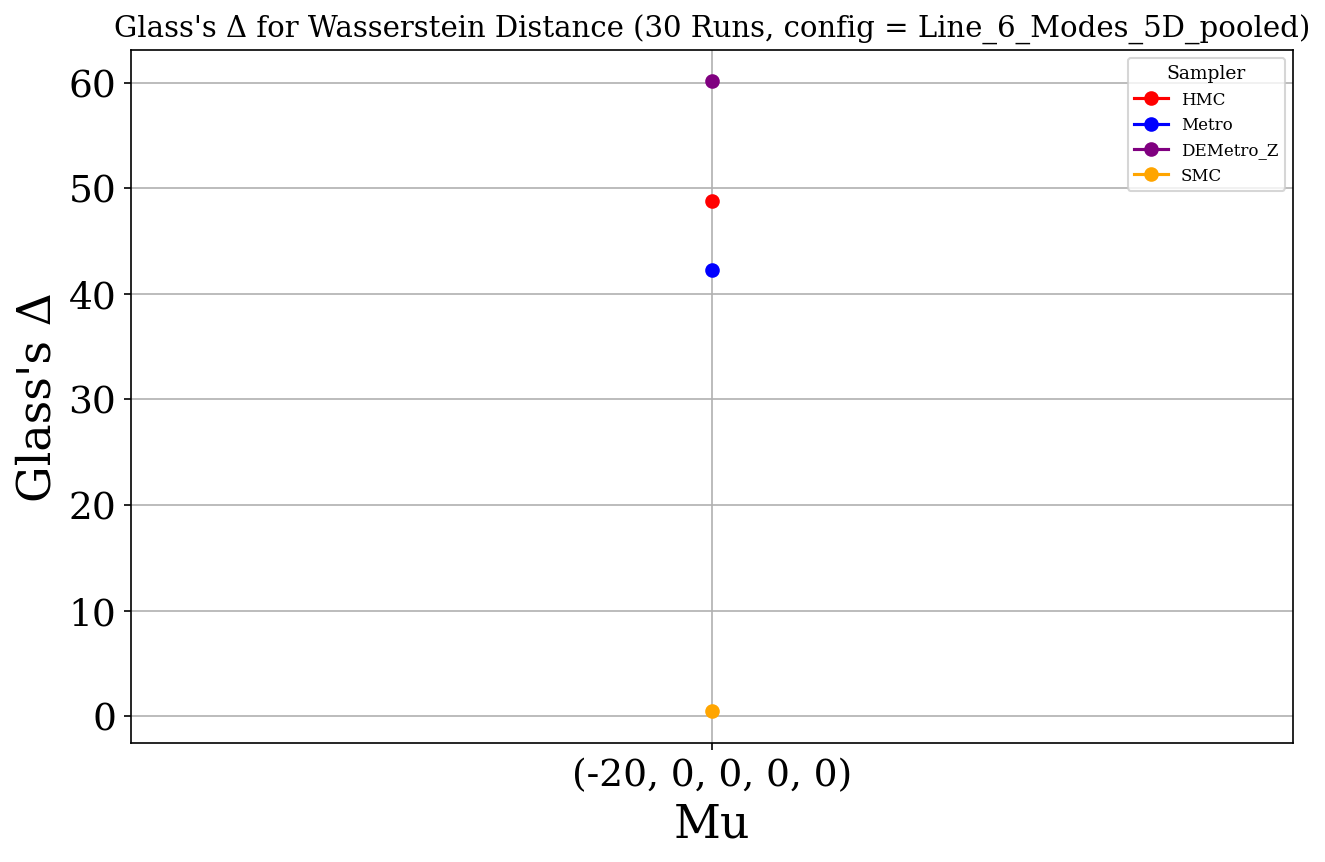 Glass's Δ for Wasserstein Distance (30 Runs, config = Line_6_Modes_5D_pooled)
Sampler
HMC
Metro
DEMetro_Z
SMC
Glass's Δ
60
50
40
30
20
10
0
(-20, 0, 0, 0, 0)
Mu